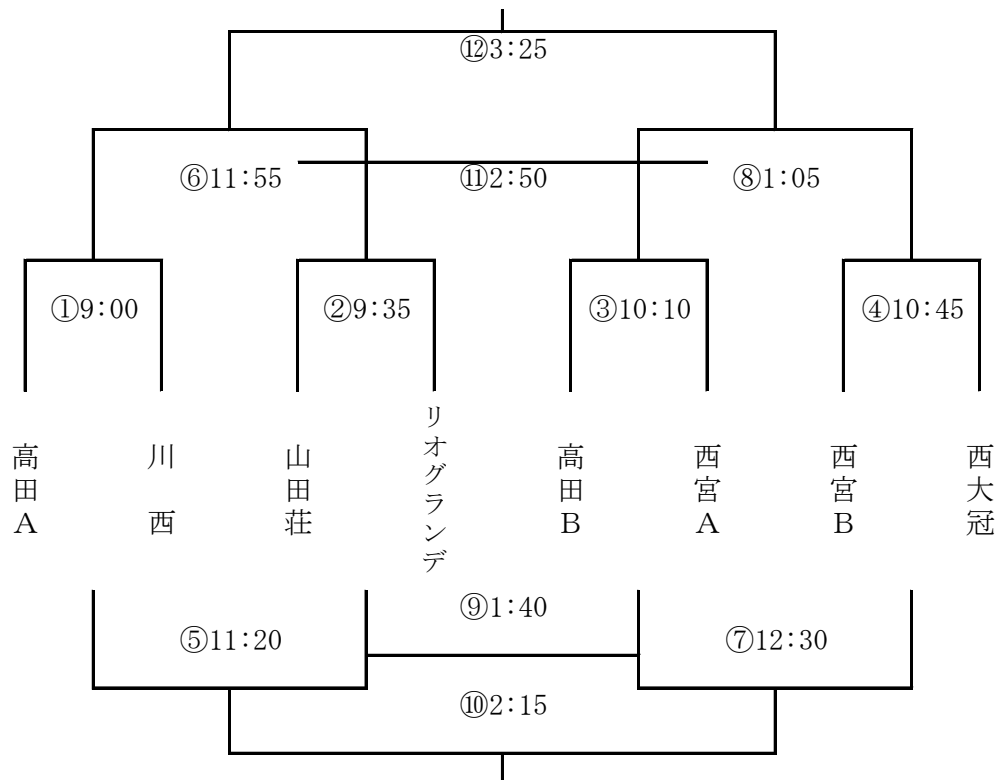 ⑫3:25
⑥11:55
⑪2:50
⑧1:05
①9:00
②9:35
③10:10
④10:45
高田A
川西
山田荘
リオグランデ
高田B
西宮A
西宮B
西大冠
⑨1:40
⑤11:20
⑦12:30
⑩2:15